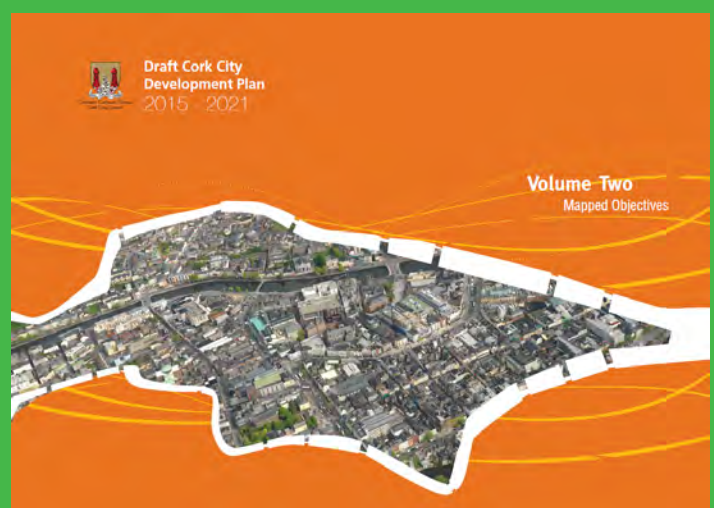 Draft Cork City
Development Plan
2015 - 2021
Volume Two
Mapped Objectives